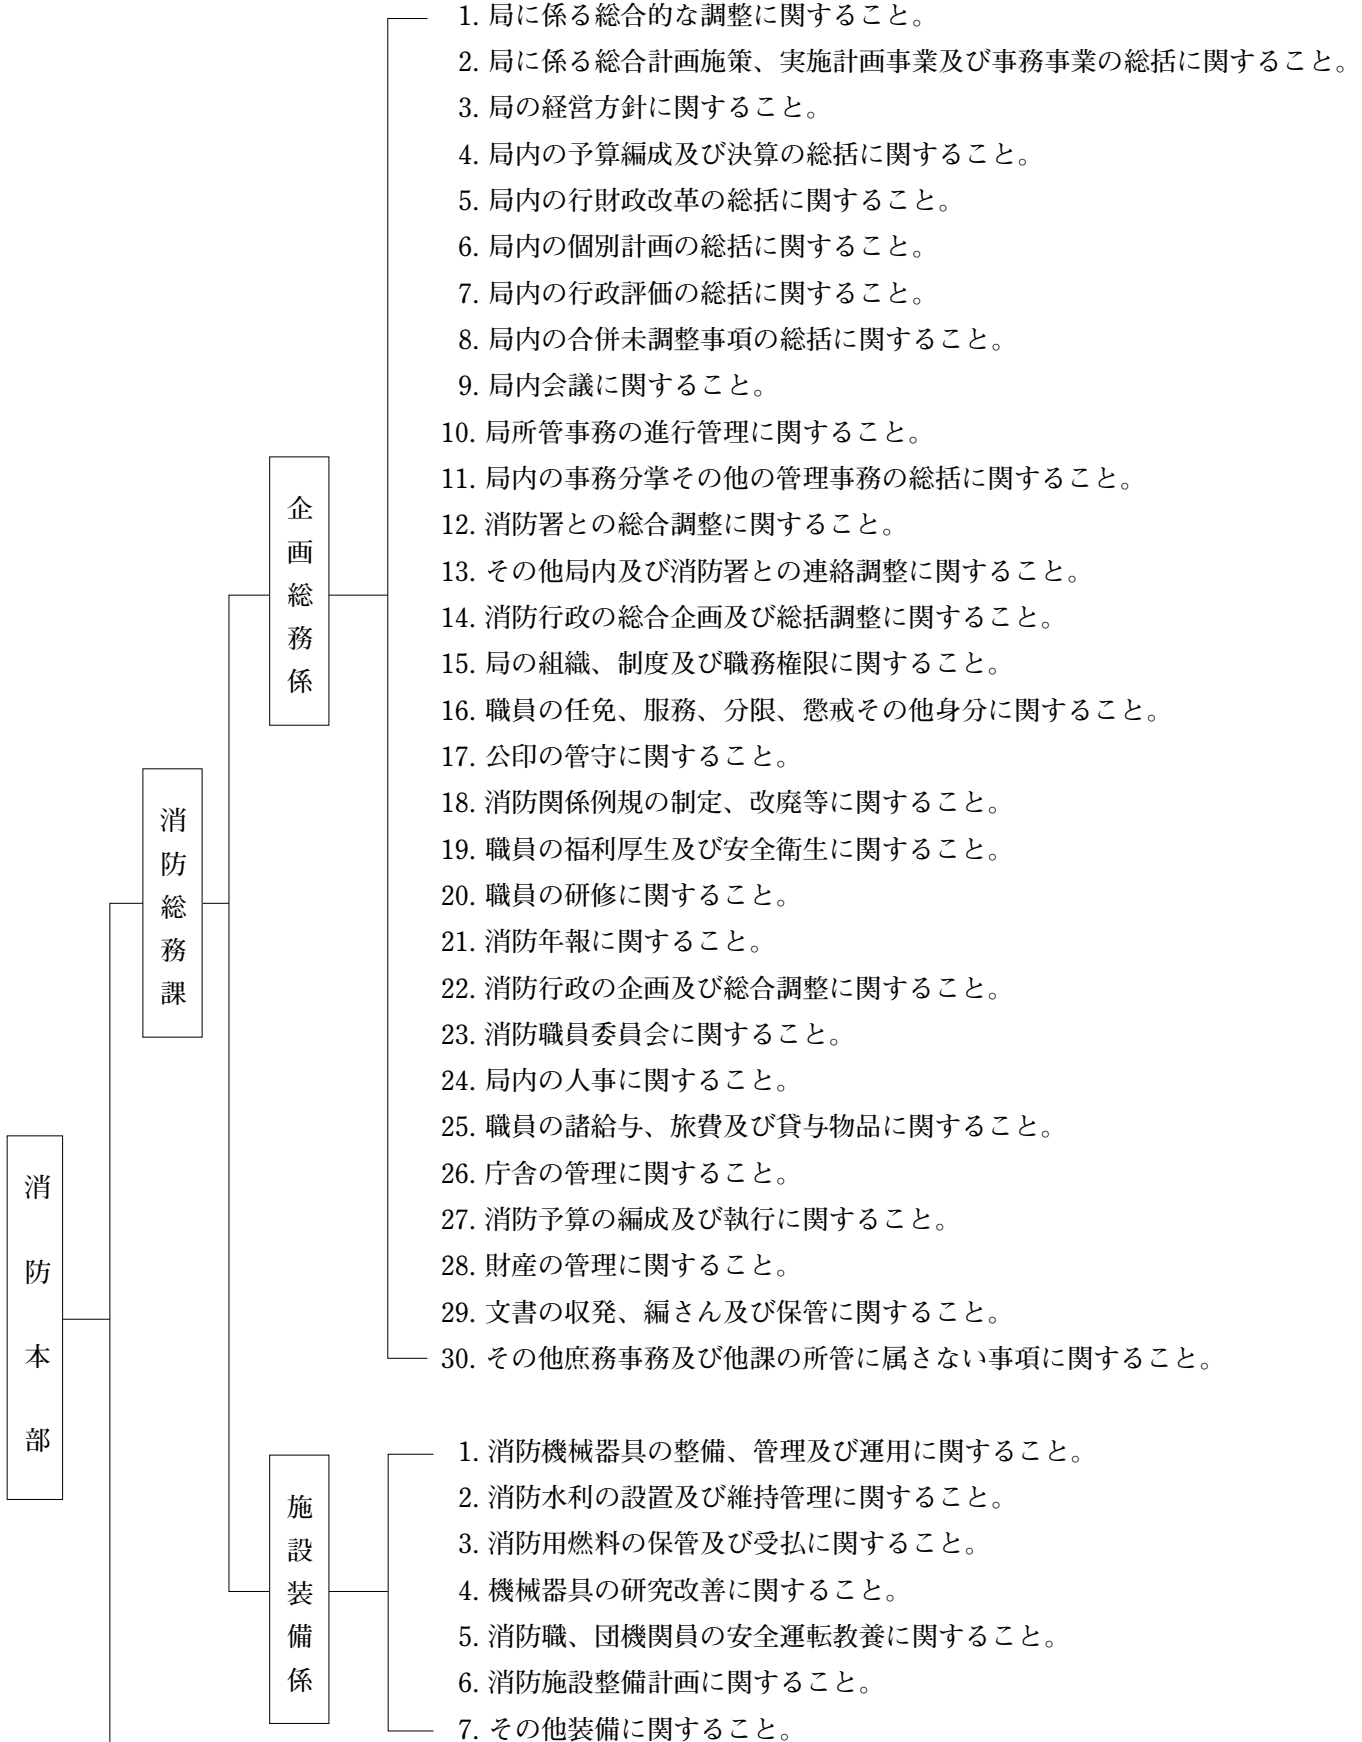 消防本部
消防総務課
企画総務係
1. 局に係る総合的な調整に関すること。
2. 局に係る総合計画施策、実施計画事業及び事務事業の総括に関すること。
3. 局の経営方針に関すること。
4. 局内の予算編成及び決算の総括に関すること。
5. 局内の行財政改革の総括に関すること。
6. 局内の個別計画の総括に関すること。
7. 局内の行政評価の総括に関すること。
8. 局内の合併未調整事項の総括に関すること。
9. 局内会議に関すること。
10. 局所管事務の進行管理に関すること。
11. 局内の事務分掌その他の管理事務の総括に関すること。
12. 消防署との総合調整に関すること。
13. その他局内及び消防署との連絡調整に関すること。
14. 消防行政の総合企画及び総括調整に関すること。
15. 局の組織、制度及び職務権限に関すること。
16. 職員の任免、服務、分限、懲戒その他身分に関すること。
17. 公印の管守に関すること。
18. 消防関係例規の制定、改廃等に関すること。
19. 職員の福利厚生及び安全衛生に関すること。
20. 職員の研修に関すること。
21. 消防年報に関すること。
22. 消防行政の企画及び総合調整に関すること。
23. 消防職員委員会に関すること。
24. 局内の人事に関すること。
25. 職員の諸給与、旅費及び貸与物品に関すること。
26. 庁舎の管理に関すること。
27. 消防予算の編成及び執行に関すること。
28. 財産の管理に関すること。
29. 文書の収発、編さん及び保管に関すること。
30. その他庶務事務及び他課の所管に属さない事項に関すること。
施設装備係
1. 消防機械器具の整備、管理及び運用に関すること。
2. 消防水利の設置及び維持管理に関すること。
3. 消防用燃料の保管及び受払に関すること。
4. 機械器具の研究改善に関すること。
5. 消防職、団機関員の安全運転教養に関すること。
6. 消防施設整備計画に関すること。
7. その他装備に関すること。